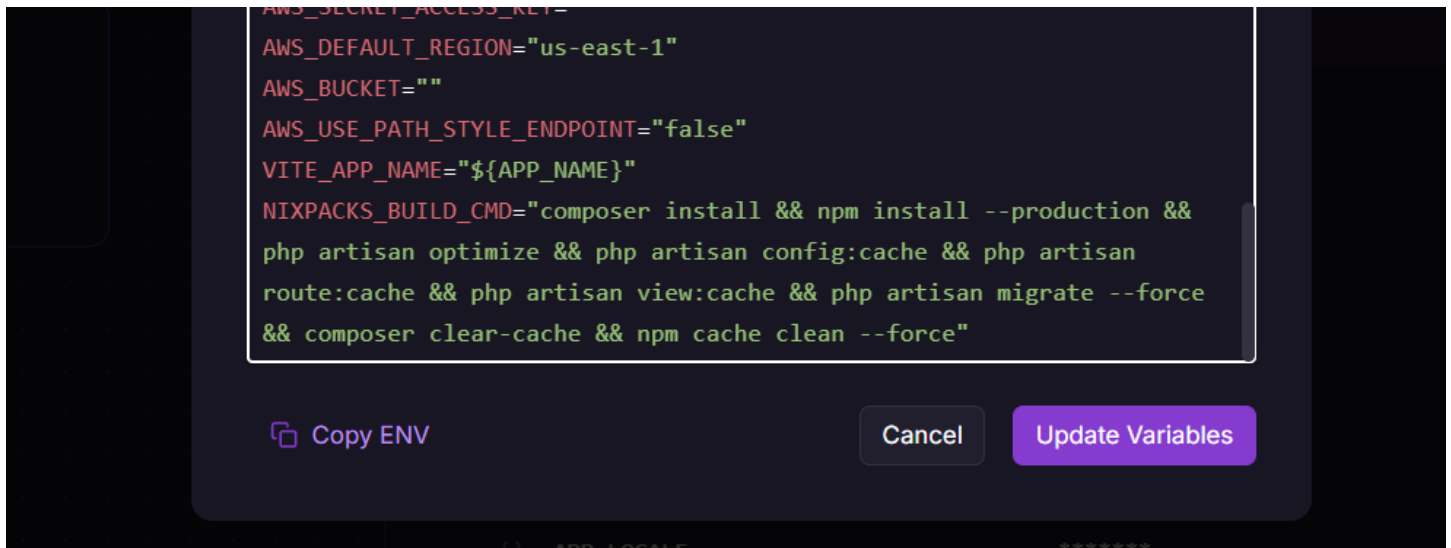 AWS_SECRET_ACCESS_KEY=
AWS_DEFAULT_REGION="us-east-1"
AWS_BUCKET=""
AWS_USE_PATH_STYLE_ENDPOINT="false"
VITE_APP_NAME="${APP_NAME}"
NIXPACKS_BUILD_CMD="composer install && npm install --production &&
php artisan optimize && php artisan config:cache && php artisan
route:cache && php artisan view:cache && php artisan migrate --force
&& composer clear-cache && npm cache clean --force"
Copy ENV
Cancel
Update Variables
{} APP_LOCALE *******